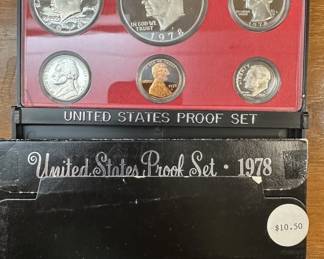 IN GOD WE
TRUST
1978
UNITED STATES PROOF SET
United States Proof Set · 1978
$10.50